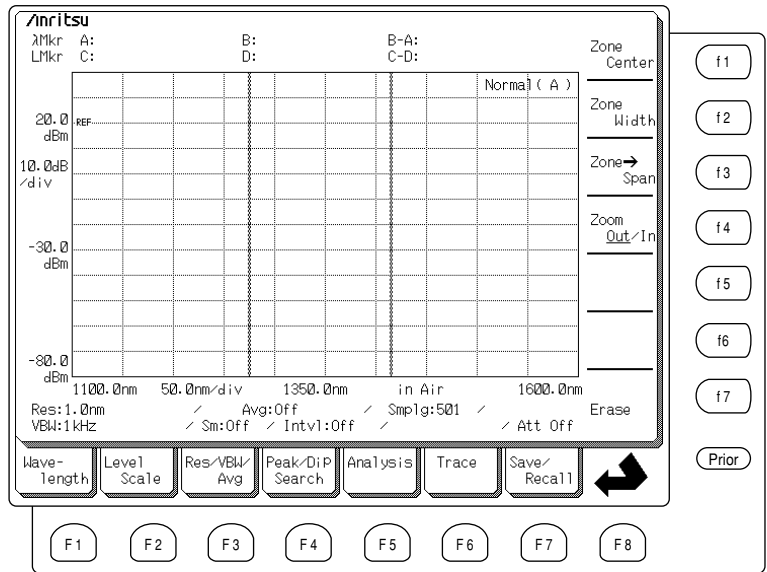 Anritsu
λMkr A: B: B-A:
LMkr C: D: C-D:
Normal ( A )
20.0 REF
dBm
10.0dB
/div
-30.0
dBm
-80.0
dBm
1100.0nm 50.0nm/div 1350.0nm in Air 1600.0nm
Res:1.0nm / Avg:Off / Smplg:501 /
VBW:1kHz / Sm:Off / Intvl:Off / / Att Off
Zone
Center
Zone
Width
Zone➔
Span
Zoom
Out/In
Erase
f1
f2
f3
f4
f5
f6
f7
Prior
Wave-
length
Level
Scale
Res/VBW/
Avg
Peak/Dip
Search
Analysis
Trace
Save/
Recall
F1 F2 F3 F4 F5 F6 F7 F8